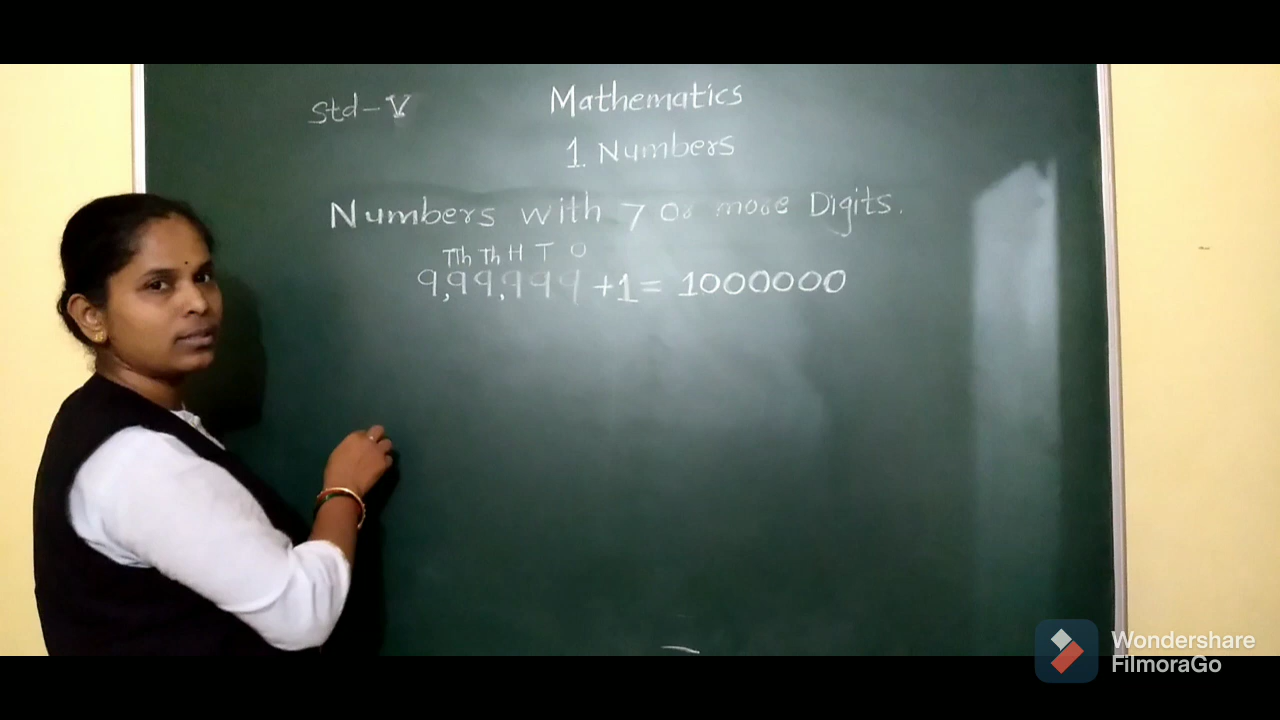 Std-V
Mathematics
1. Numbers
Numbers with 7 Or more Digits.
TTh Th H T O
9,99,999 +1= 1000000
Wondershare
FilmoraGo